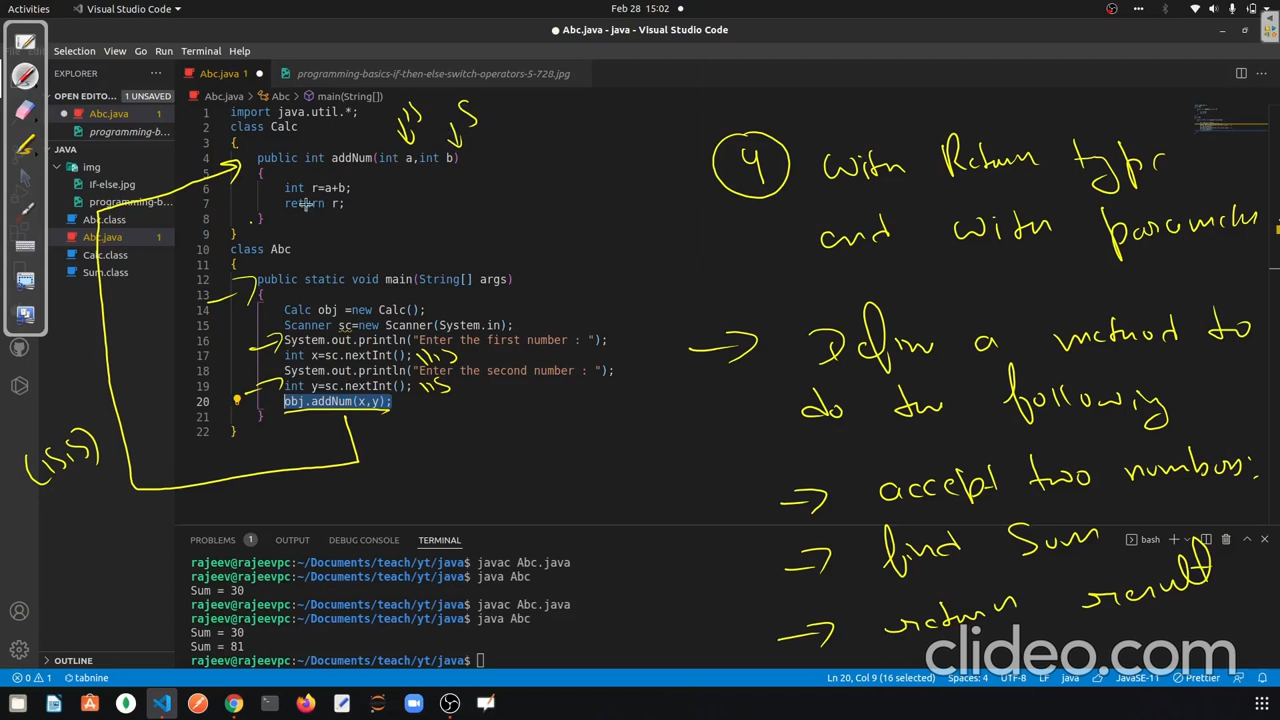 Activities
Visual Studio Code
Feb 28 15:02
Abc.java - java - Visual Studio Code
File Edit Selection View Go Run Terminal Help
EXPLORER
Abc.java 1
programming-basics-if-then-else-switch-operators-5-728.jpg
OPEN EDITO... 1 UNSAVED
Abc.java 1
programming-b...
JAVA
img
If-else.jpg
programming-b...
Abc.class
Abc.java 1
Calc.class
Sum.class
Abc.java > Abc > main(String[])
1 import java.util.*;
2 class Calc
3 {
4 public int addNum(int a,int b)
5 {
6 int r=a+b;
7 return r;
8 }
9 }
10 class Abc
11 {
12 public static void main(String[] args)
13 {
14 Calc obj =new Calc();
15 Scanner sc=new Scanner(System.in);
16 System.out.println("Enter the first number : ");
17 int x=sc.nextInt();
18 System.out.println("Enter the second number : ");
19 int y=sc.nextInt();
20 obj.addNum(x,y);
21 }
22 }
(15,5)
4 with Return type
and with parameters
Define a method to
do the following
accept two numbers:
find Sum
return result
PROBLEMS 1 OUTPUT DEBUG CONSOLE TERMINAL
bash
rajeev@rajeevpc:~/Documents/teach/yt/java$ javac Abc.java
rajeev@rajeevpc:~/Documents/teach/yt/java$ java Abc
Sum = 30
rajeev@rajeevpc:~/Documents/teach/yt/java$ javac Abc.java
rajeev@rajeevpc:~/Documents/teach/yt/java$ java Abc
Sum = 30
Sum = 81
rajeev@rajeevpc:~/Documents/teach/yt/java$
clideo.com
OUTLINE
0 1 tabnine
Ln 20, Col 9 (16 selected) Spaces: 4 UTF-8 LF java JavaSE-11 Prettier